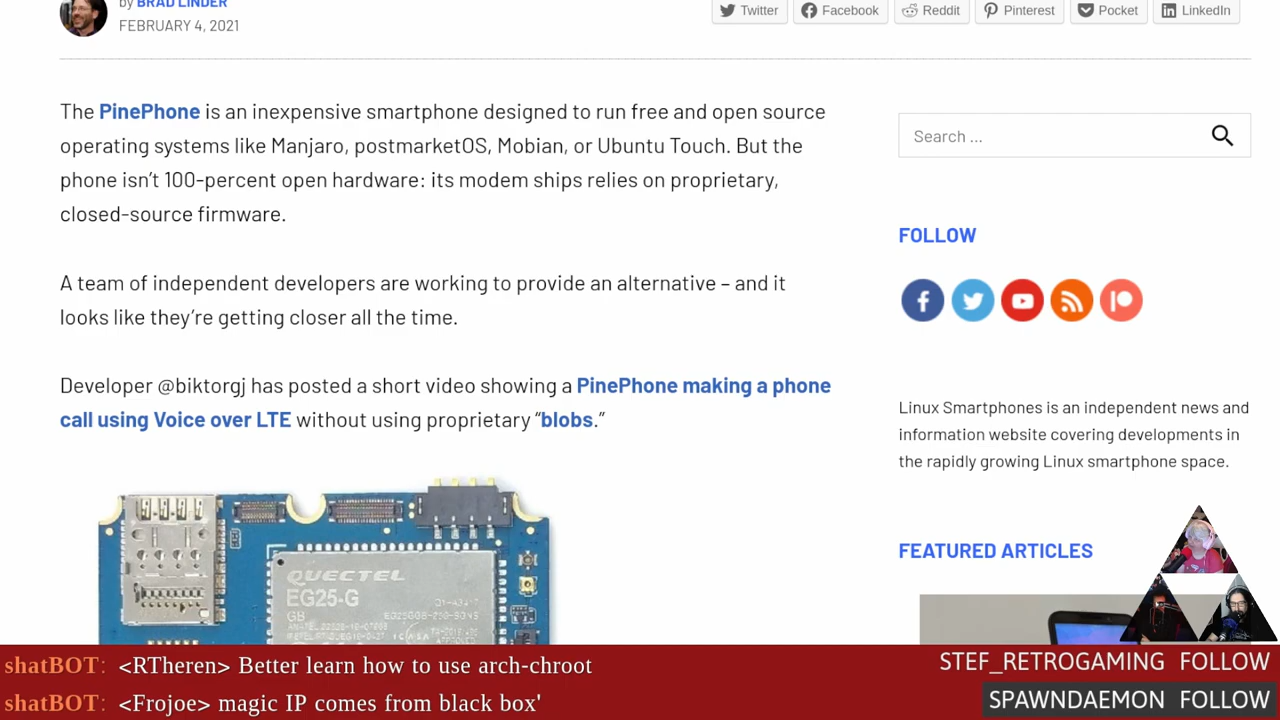 by BRAD LINDER
FEBRUARY 4, 2021
Twitter
Facebook
Reddit
Pinterest
Pocket
LinkedIn
The PinePhone is an inexpensive smartphone designed to run free and open source
operating systems like Manjaro, postmarketOS, Mobian, or Ubuntu Touch. But the
phone isn’t 100-percent open hardware: its modem ships relies on proprietary,
closed-source firmware.
A team of independent developers are working to provide an alternative – and it
looks like they’re getting closer all the time.
Developer @biktorgj has posted a short video showing a PinePhone making a phone
call using Voice over LTE without using proprietary “blobs.”
Search …
FOLLOW
Linux Smartphones is an independent news and
information website covering developments in
the rapidly growing Linux smartphone space.
FEATURED ARTICLES
QUECTEL
EG25-G
GB
shatBOT: <RTheren> Better learn how to use arch-chroot
shatBOT: <Frojoe> magic IP comes from black box'
STEF_RETROGAMING FOLLOW
SPAWNDAEMON FOLLOW